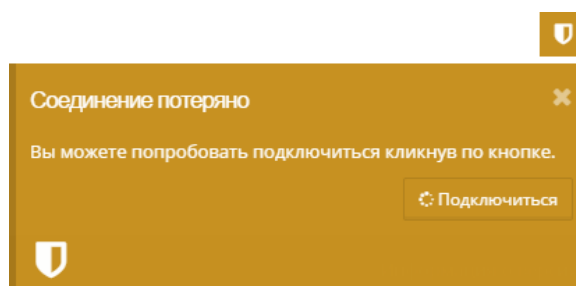 Соединение потеряно
Вы можете попробовать подключиться кликнув по кнопке.
Подключиться